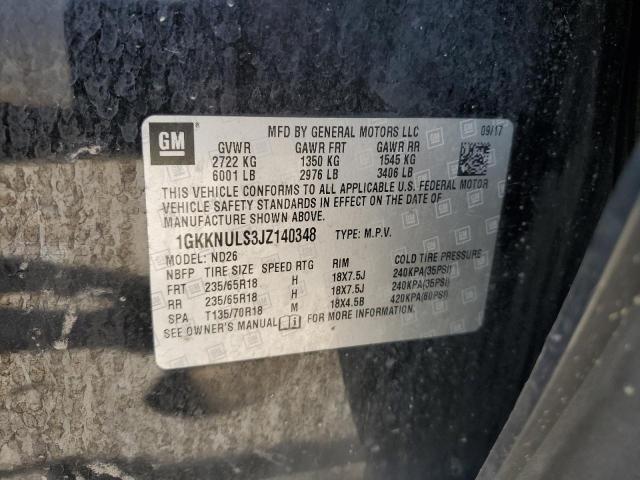 GM
MFD BY GENERAL MOTORS LLC 09/17
GVWR GAWR FRT GAWR RR
2722 KG 1350 KG 1545 KG
6001 LB 2976 LB 3406 LB
THIS VEHICLE CONFORMS TO ALL APPLICABLE U.S. FEDERAL MOTOR
VEHICLE SAFETY STANDARDS IN EFFECT ON THE DATE OF
MANUFACTURE SHOWN ABOVE.
1GKKNULS3JZ140348 TYPE: M.P.V.
MODEL: ND26
NBFP TIRE SIZE SPEED RTG RIM COLD TIRE PRESSURE
FRT 235/65R18 H 18X7.5J 240KPA(35PSI)
RR 235/65R18 H 18X7.5J 240KPA(35PSI)
SPA T135/70R18 M 18X4.5B 420KPA(60PSI)
SEE OWNER'S MANUAL FOR MORE INFORMATION.